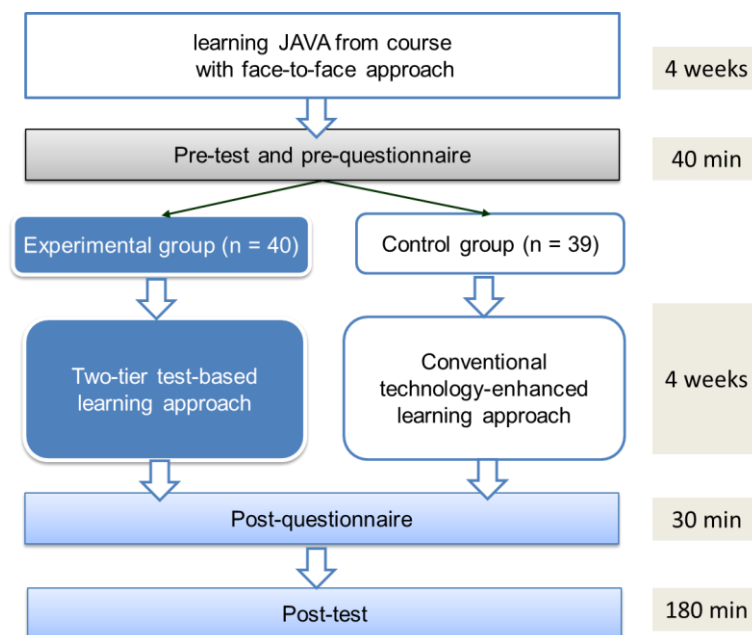 learning JAVA from course
with face-to-face approach
4 weeks
Pre-test and pre-questionnaire
40 min
Experimental group (n = 40)
Control group (n = 39)
Two-tier test-based
learning approach
Conventional
technology-enhanced
learning approach
4 weeks
Post-questionnaire
30 min
Post-test
180 min